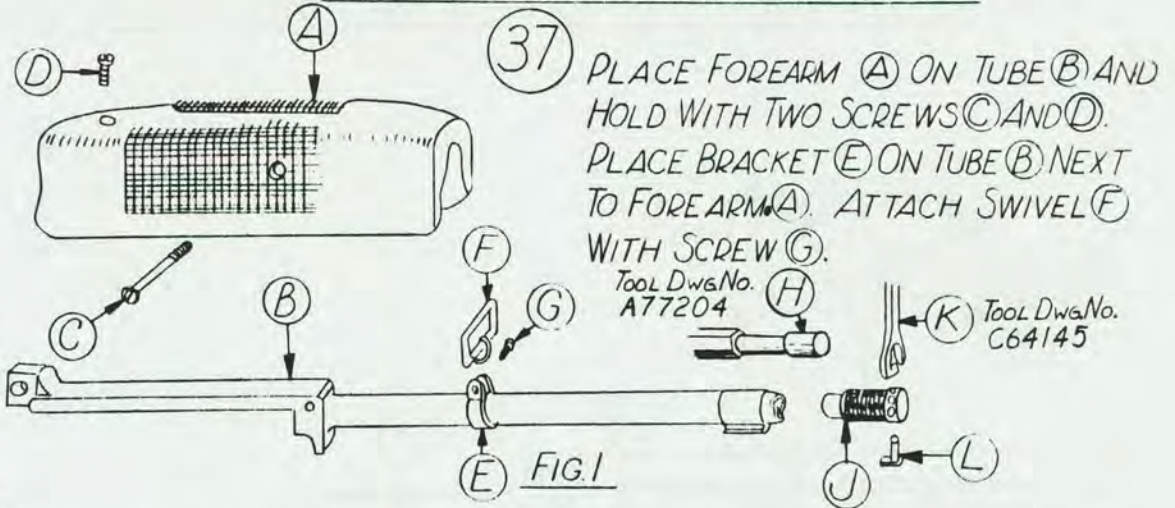 37
PLACE FOREARM A ON TUBE B AND
HOLD WITH TWO SCREWS C AND D.
PLACE BRACKET E ON TUBE B NEXT
TO FOREARM A. ATTACH SWIVEL F
WITH SCREW G.
A
D
C
B
F
G
TOOL DWG No.
A77204
H
K
TOOL DWG No.
C64145
E
FIG. 1
J
L